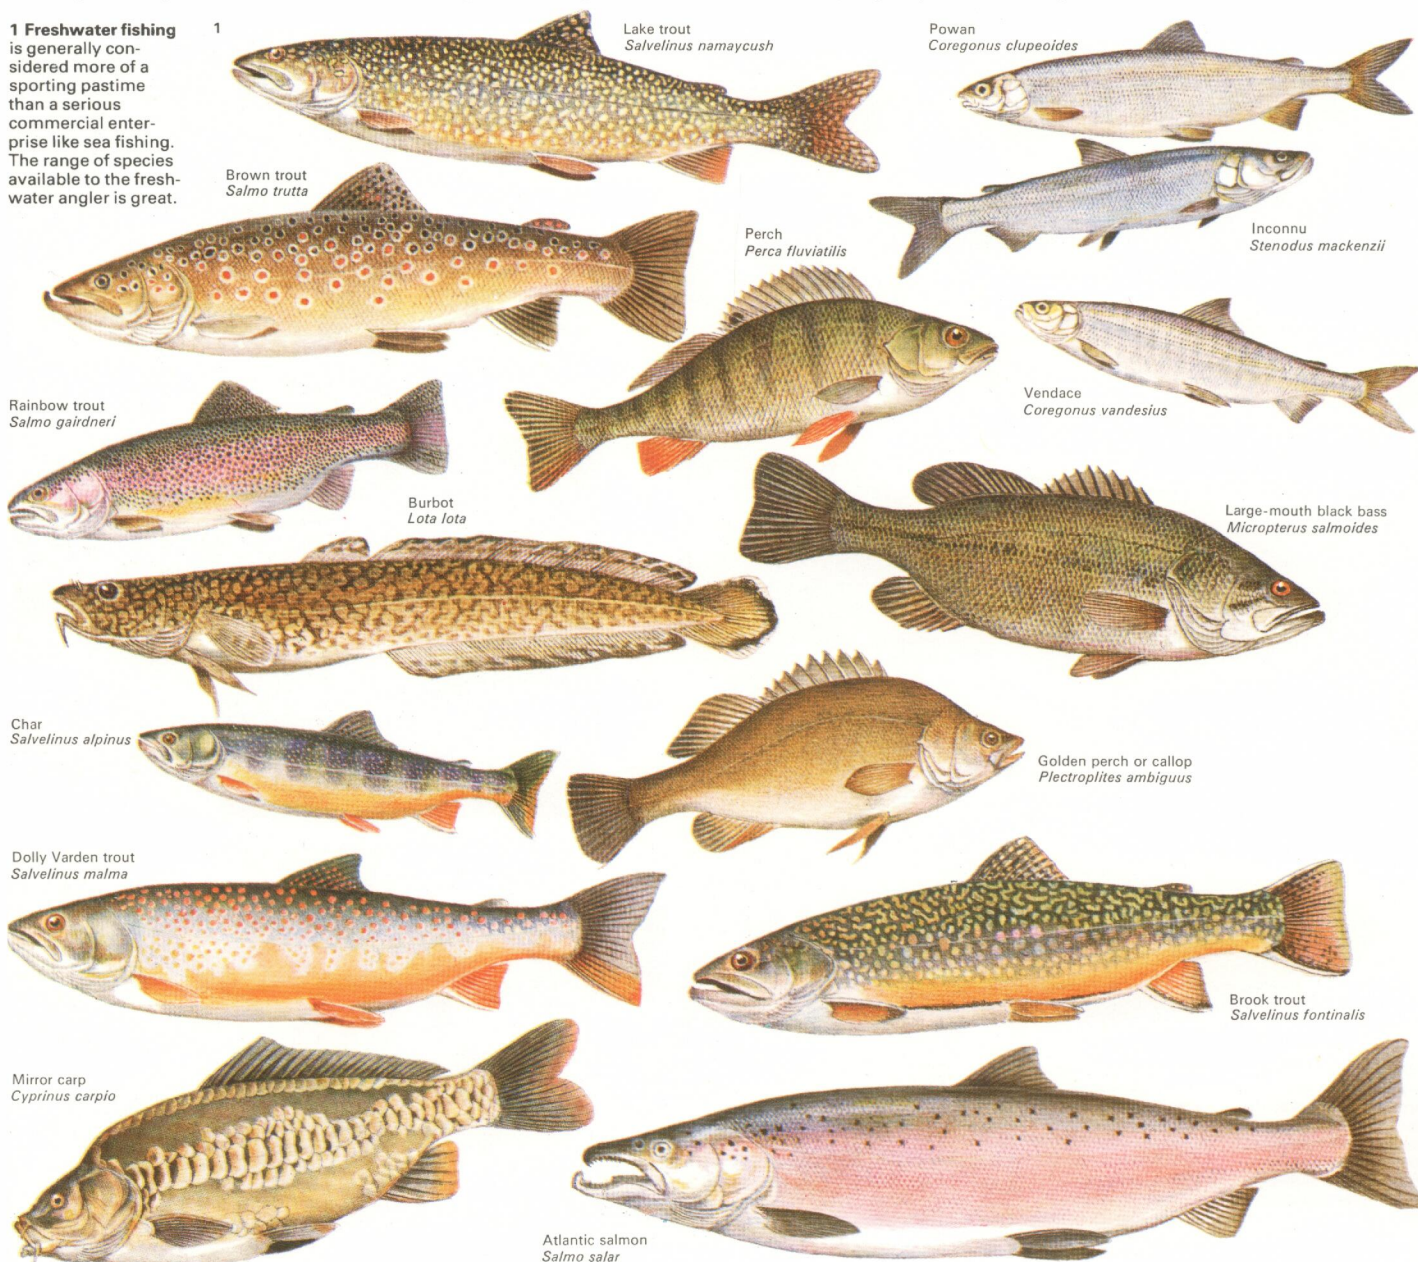 1 Freshwater fishing
is generally con-
sidered more of a
sporting pastime
than a serious
commercial enter-
prise like sea fishing.
The range of species
available to the fresh-
water angler is great.
1
Lake trout
Salvelinus namaycush
Powan
Coregonus clupeoides
Brown trout
Salmo trutta
Perch
Perca fluviatilis
Inconnu
Stenodus mackenzii
Rainbow trout
Salmo gairdneri
Vendace
Coregonus vandesius
Burbot
Lota lota
Large-mouth black bass
Micropterus salmoides
Char
Salvelinus alpinus
Golden perch or callop
Plectroplites ambiguus
Dolly Varden trout
Salvelinus malma
Brook trout
Salvelinus fontinalis
Mirror carp
Cyprinus carpio
Atlantic salmon
Salmo salar